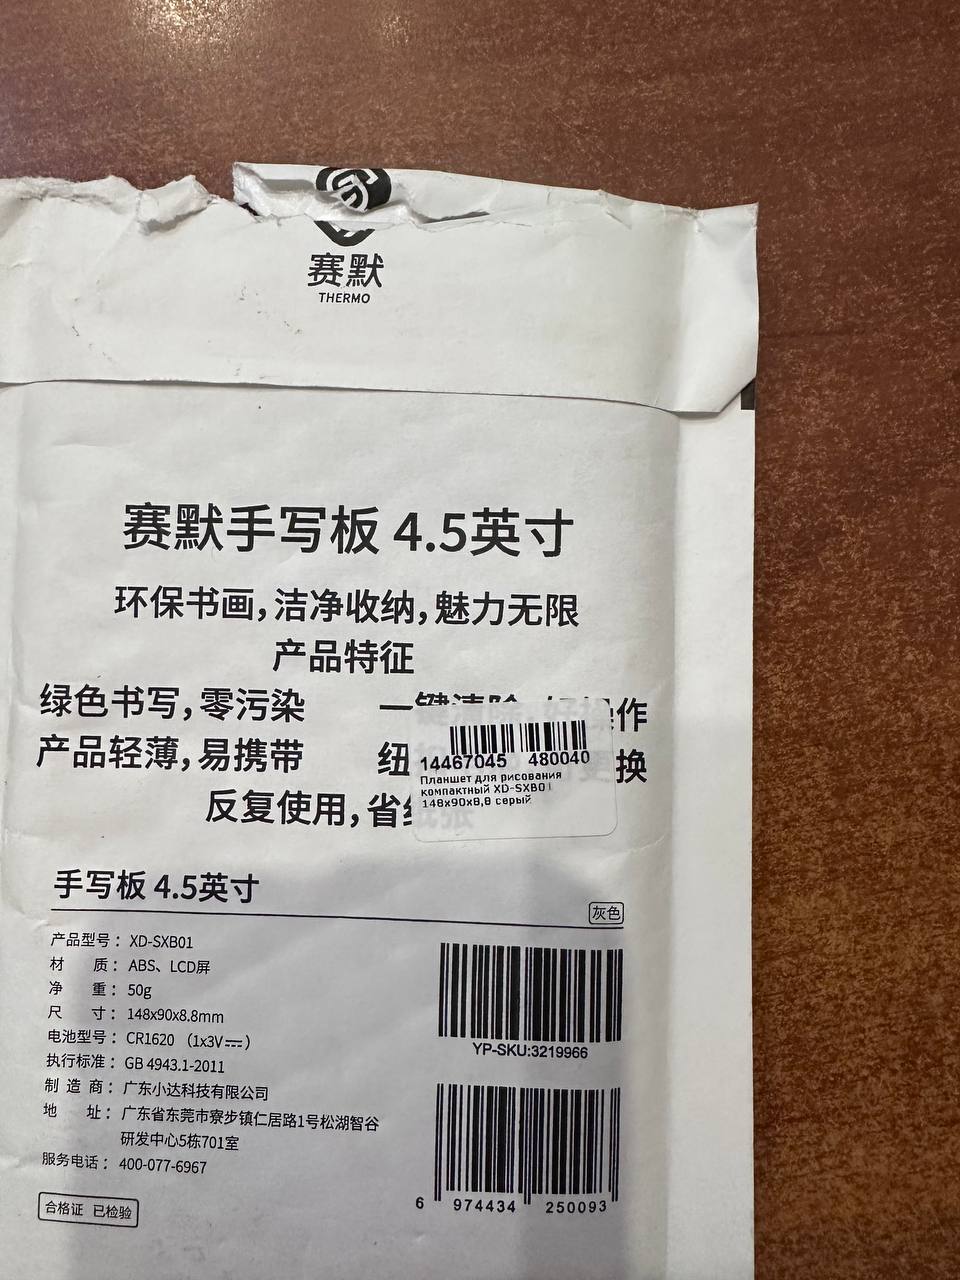 赛默
THERMO
赛默手写板 4.5英寸
环保书画,洁净收纳,魅力无限
产品特征
绿色书写,零污染
一键清除, 好操作
产品轻薄,易携带
纽 换
反复使用,省
14467045 480040
Планшет для рисования
компактный XD-SXB01
148x90x8,8 серый
手写板 4.5英寸
灰色
产品型号： XD-SXB01
材 质： ABS、LCD屏
净 重： 50g
尺 寸： 148x90x8.8mm
电池型号： CR1620 （1x3V⎓）
执行标准： GB 4943.1-2011
制 造 商： 广东小达科技有限公司
地 址： 广东省东莞市寮步镇仁居路1号松湖智谷
研发中心5栋701室
服务电话： 400-077-6967
合格证 已检验
YP-SKU:3219966
6 974434 250093